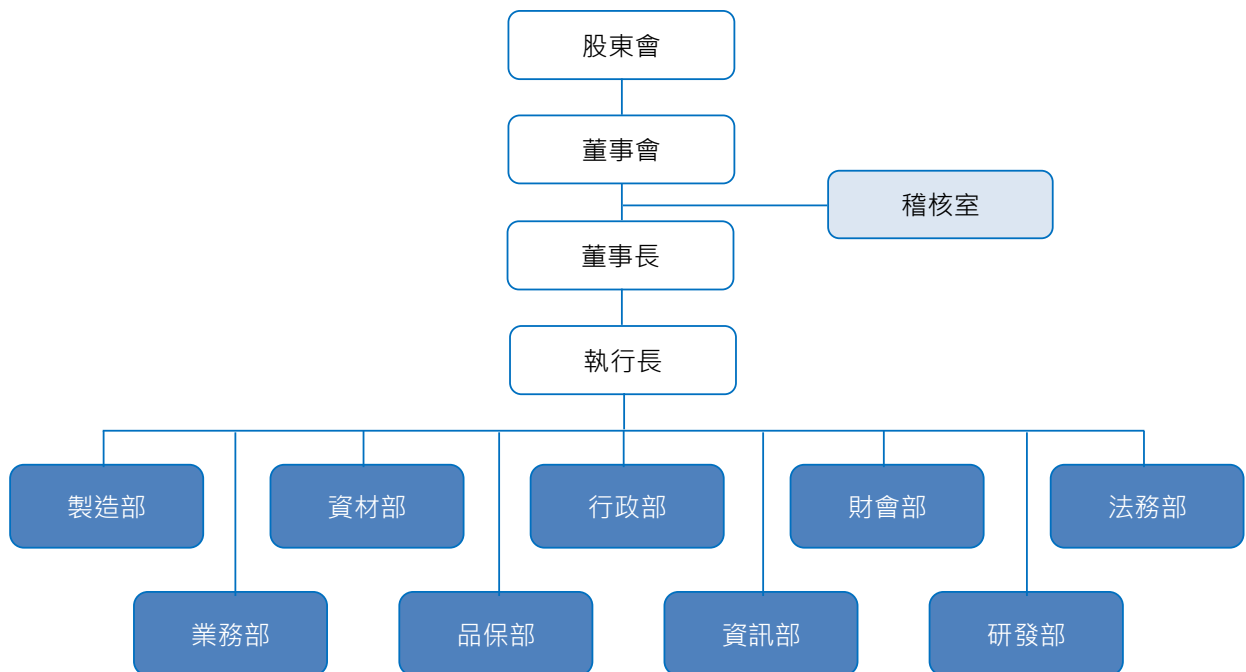 股東會
董事會
稽核室
董事長
執行長
製造部
資材部
行政部
財會部
法務部
業務部
品保部
資訊部
研發部